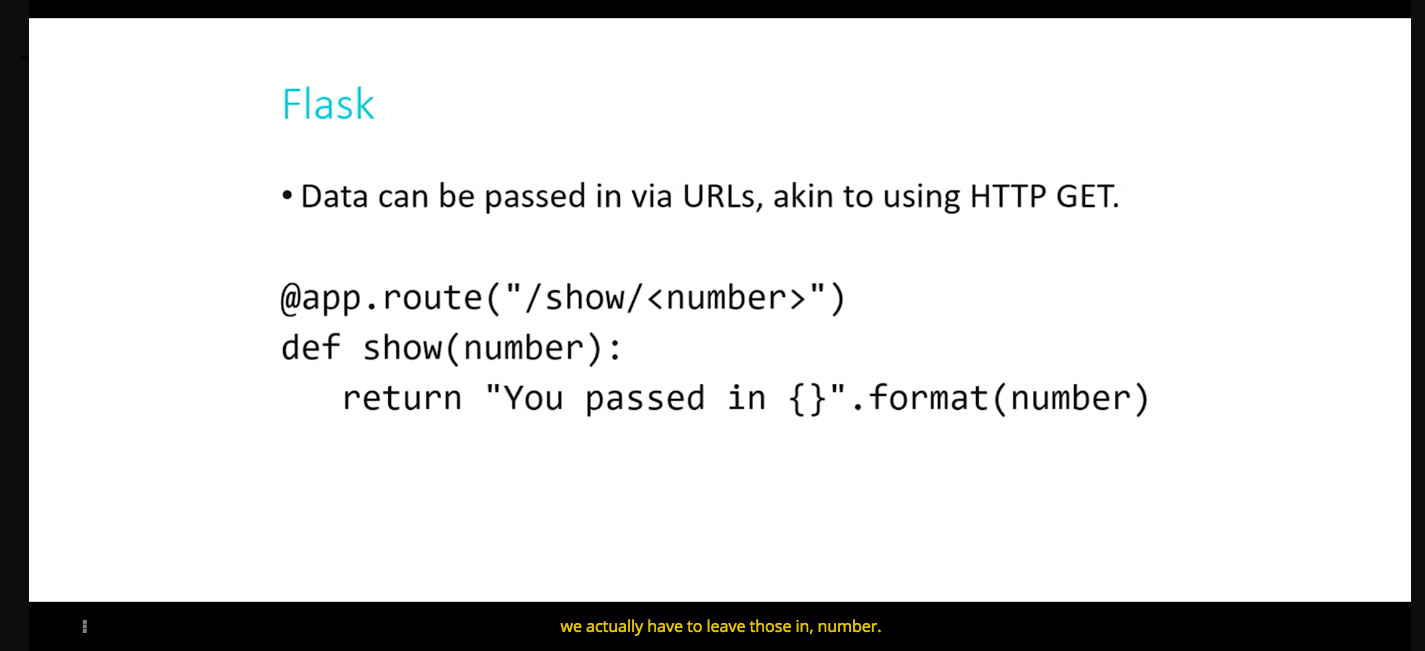 Flask
• Data can be passed in via URLs, akin to using HTTP GET.
@app.route("/show/<number>")
def show(number):
   return "You passed in {}".format(number)
we actually have to leave those in, number.